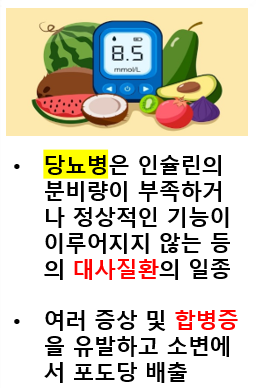 8.5
mmol/L
• 당뇨병은 인슐린의
분비량이 부족하거
나 정상적인 기능이
이루어지지 않는 등
의 대사질환의 일종
• 여러 증상 및 합병증
을 유발하고 소변에
서 포도당 배출